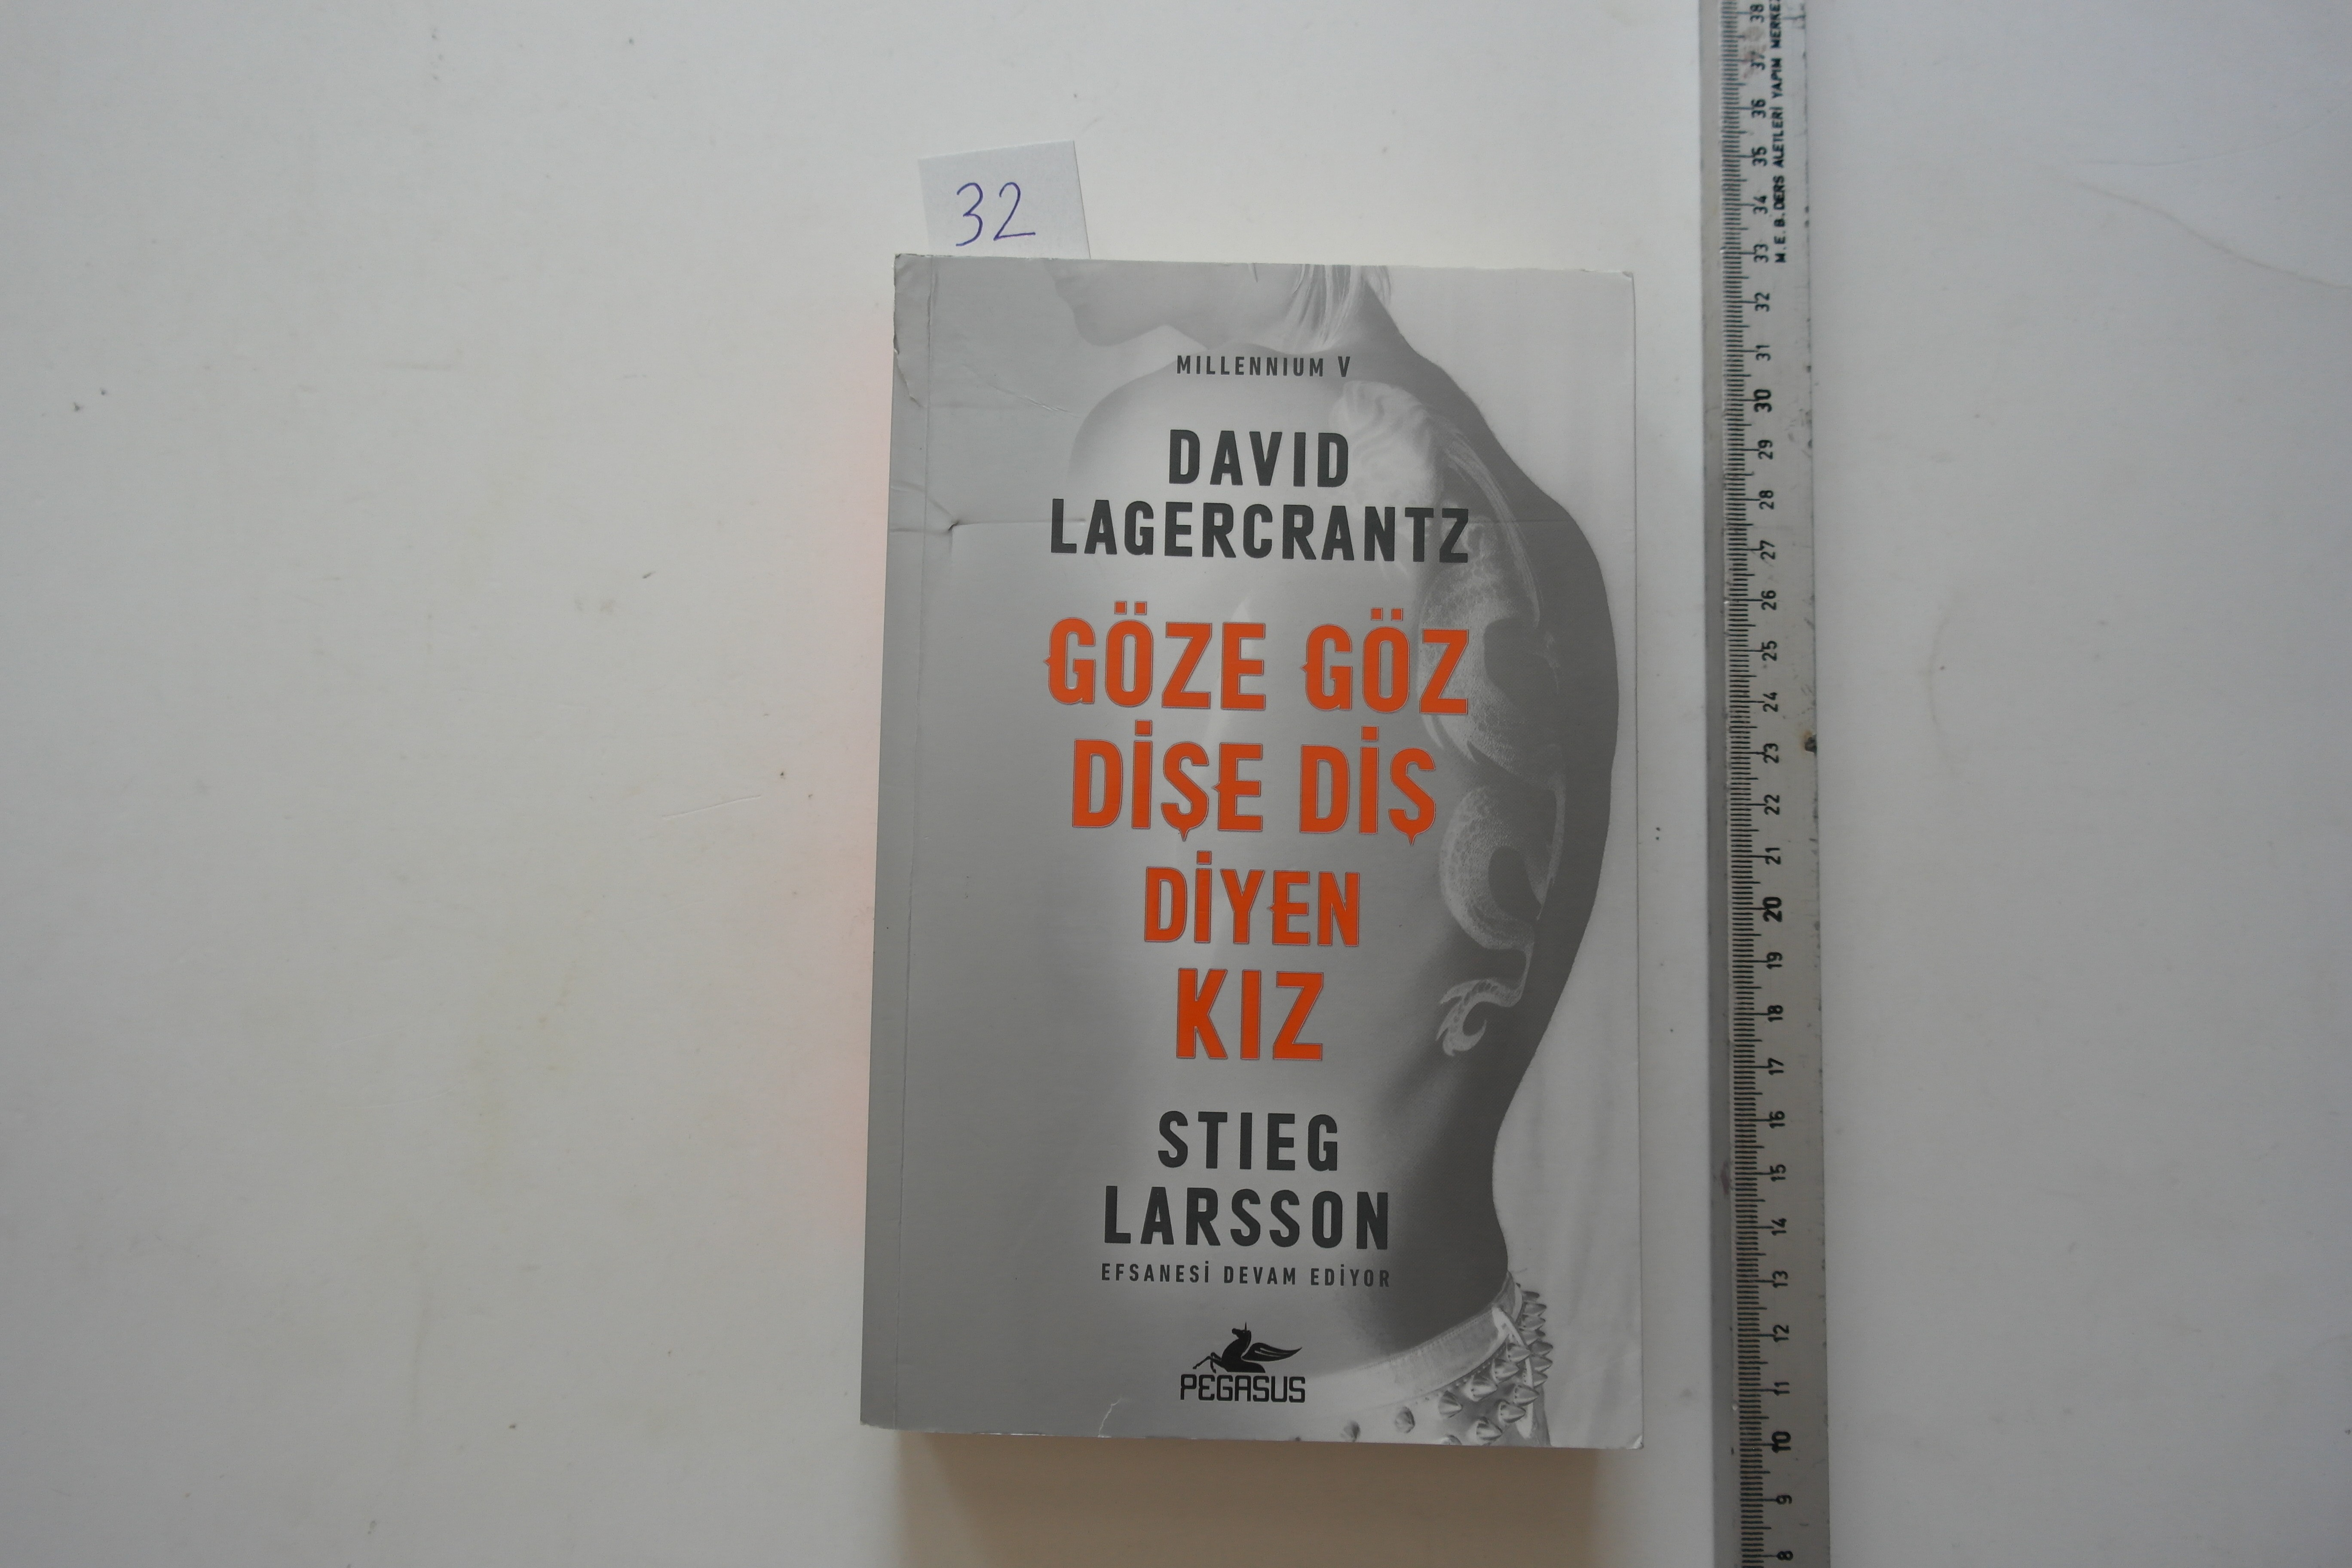 32
MILLENNIUM V
DAVID
LAGERCRANTZ
GÖZE GÖZ
DİŞE DİŞ
DİYEN
KIZ
STIEG
LARSSON
EFSANESİ DEVAM EDİYOR
PEGASUS
M.E.B. DERS ALETLERİ YAPIM MERKEZ
38
37
36
35
34
33
32
31
30
29
28
27
26
25
24
23
22
21
20
19
18
17
16
15
14
13
12
11
10
9
8